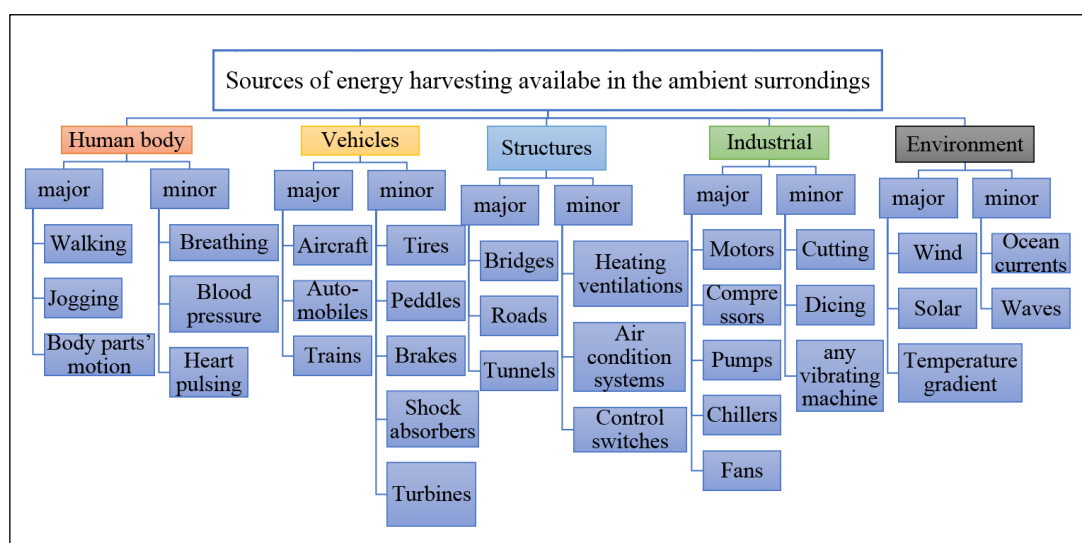 Sources of energy harvesting availabe in the ambient surrondings
Human body
major
Walking
Jogging
Body parts’
motion
minor
Breathing
Blood
pressure
Heart
pulsing
Vehicles
major
Aircraft
Auto-
mobiles
Trains
minor
Tires
Peddles
Brakes
Shock
absorbers
Turbines
Structures
major
Bridges
Roads
Tunnels
minor
Heating
ventilations
Air
condition
systems
Control
switches
Industrial
major
Motors
Compre
ssors
Pumps
Chillers
Fans
minor
Cutting
Dicing
any
vibrating
machine
Environment
major
Wind
Solar
Temperature
gradient
minor
Ocean
currents
Waves